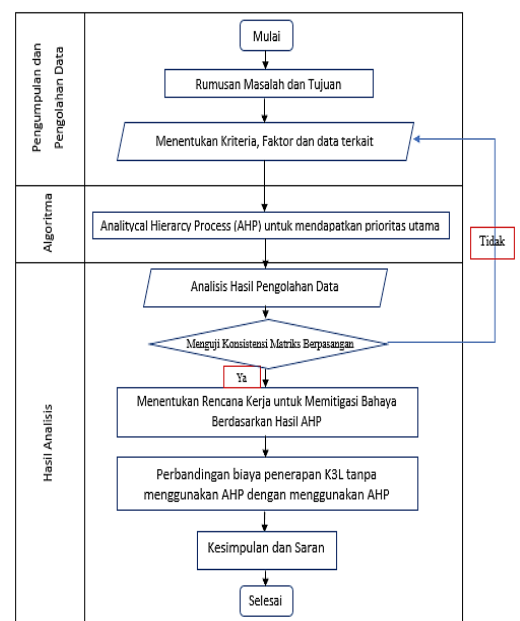 Pengumpulan dan
Pengolahan Data
Mulai
Rumusan Masalah dan Tujuan
Menentukan Kriteria, Faktor dan data terkait
Algoritma
Analitycal Hierarcy Process (AHP) untuk mendapatkan prioritas utama
Tidak
Hasil Analisis
Analisis Hasil Pengolahan Data
Menguji Konsistensi Matriks Berpasangan
Ya
Menentukan Rencana Kerja untuk Memitigasi Bahaya
Berdasarkan Hasil AHP
Perbandingan biaya penerapan K3L tanpa
menggunakan AHP dengan menggunakan AHP
Kesimpulan dan Saran
Selesai